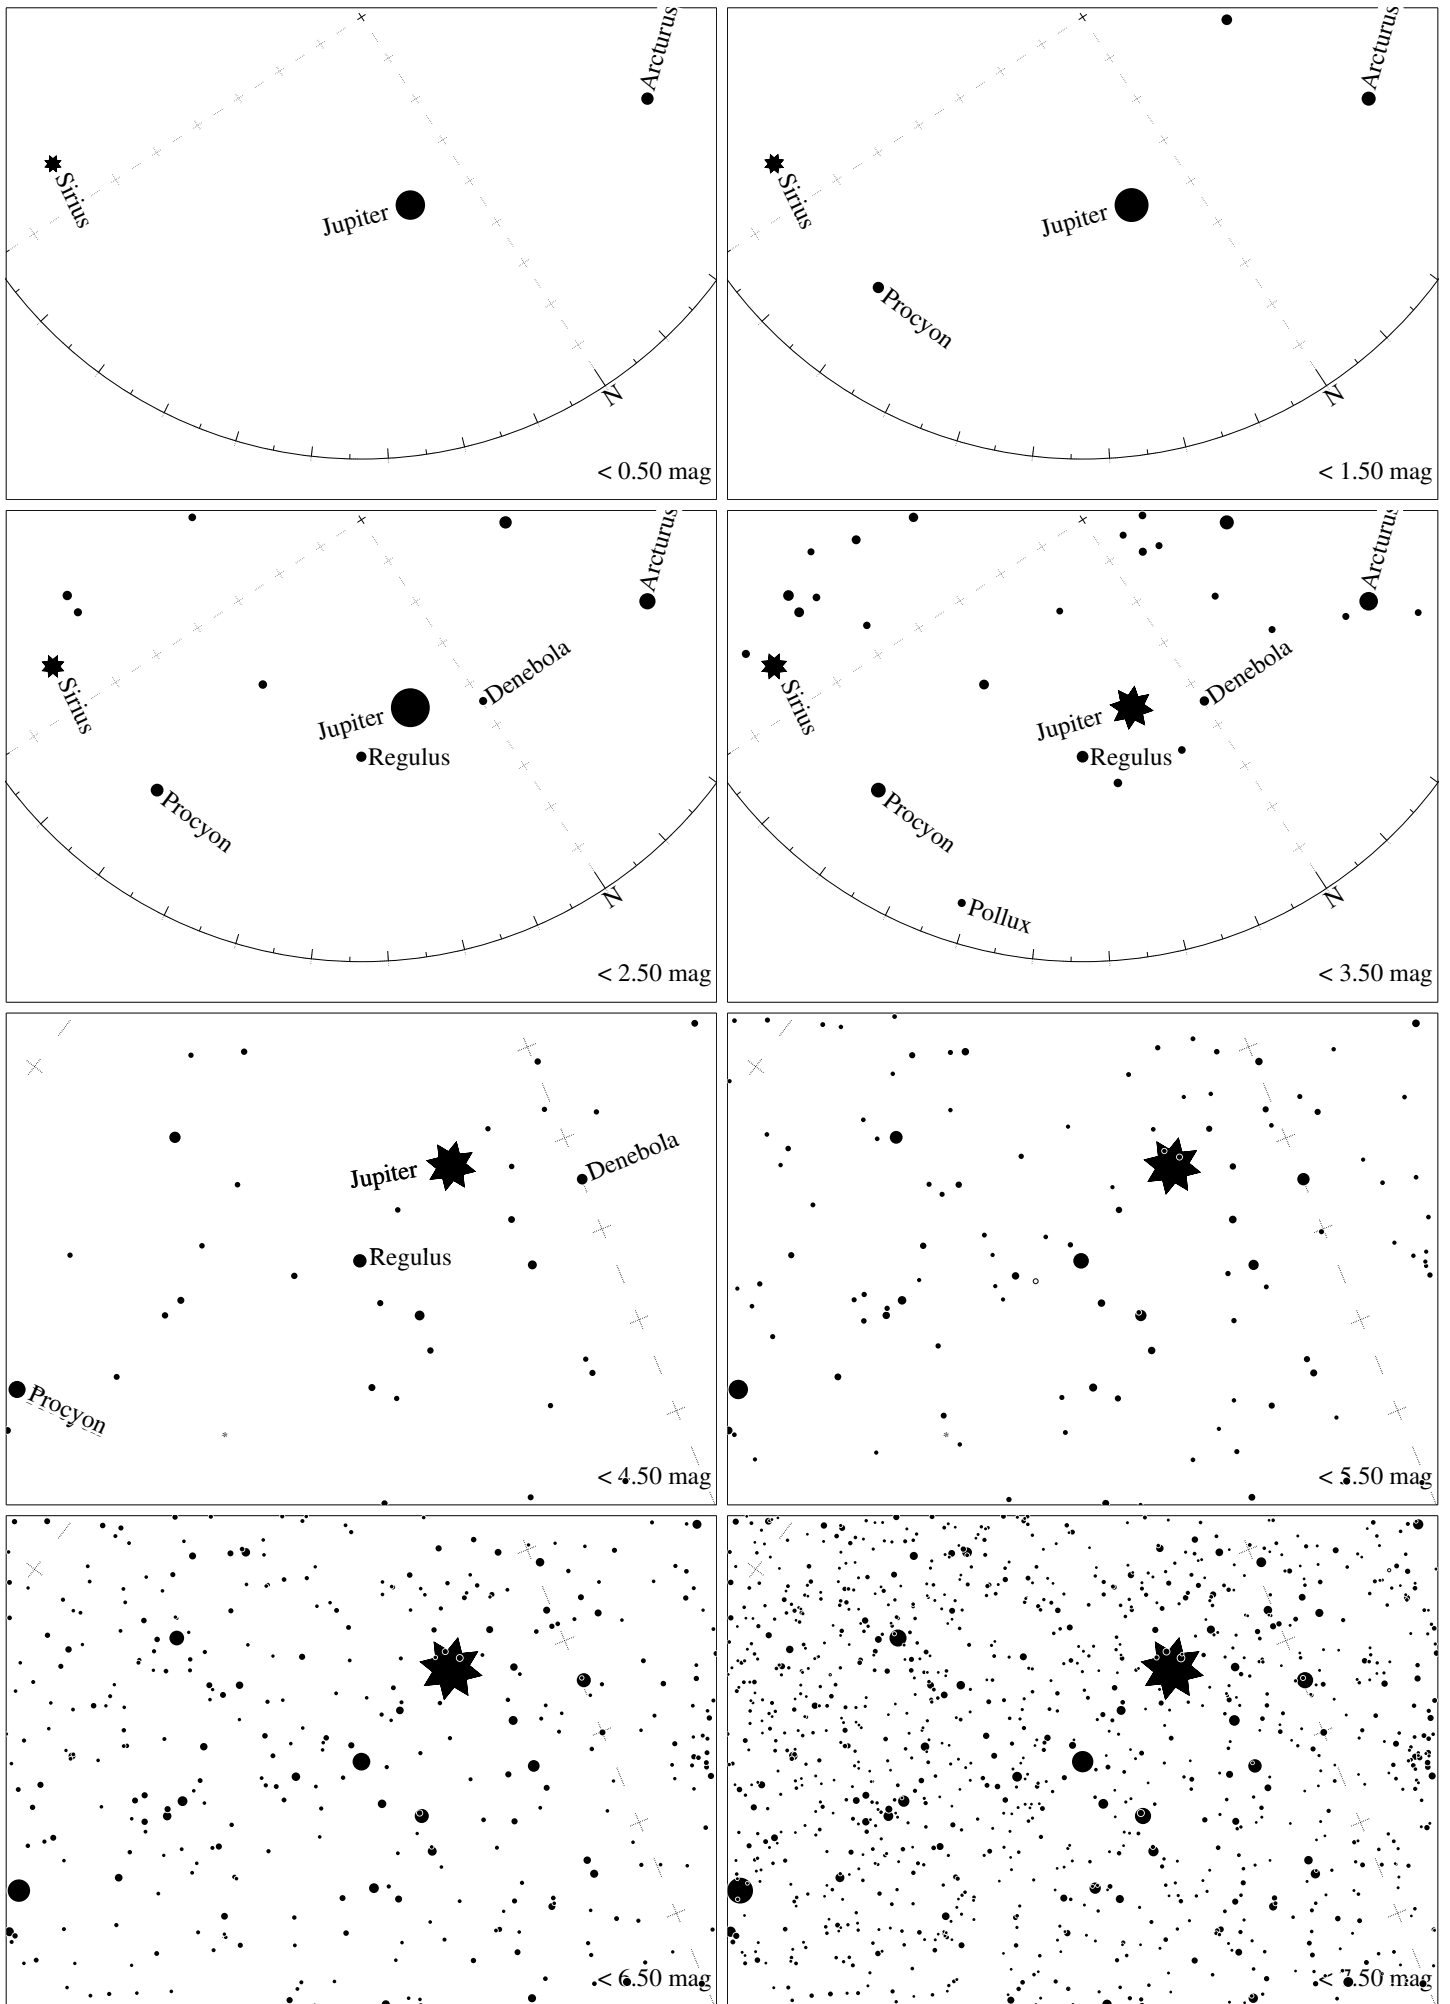 Arcturus
Sirius
Jupiter
N
< 0.50 mag
Arcturus
Sirius
Jupiter
Procyon
N
< 1.50 mag
Arcturus
Denebola
Sirius
Jupiter
Regulus
Procyon
N
< 2.50 mag
Arcturus
Denebola
Sirius
Jupiter
Regulus
Procyon
Pollux
N
< 3.50 mag
Denebola
Jupiter
Regulus
Procyon
< 4.50 mag
< 5.50 mag
< 6.50 mag
< 7.50 mag